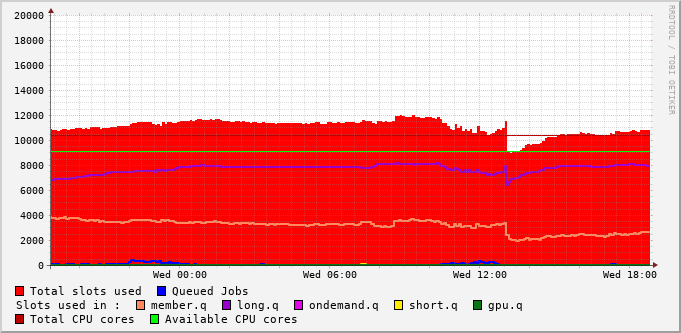 RRDTOOL / TOBI OETIKER
20000
18000
16000
14000
12000
10000
8000
6000
4000
2000
0
Wed 00:00 Wed 06:00 Wed 12:00 Wed 18:00
Total slots used Queued Jobs
Slots used in : member.q long.q ondemand.q short.q gpu.q
Total CPU cores Available CPU cores